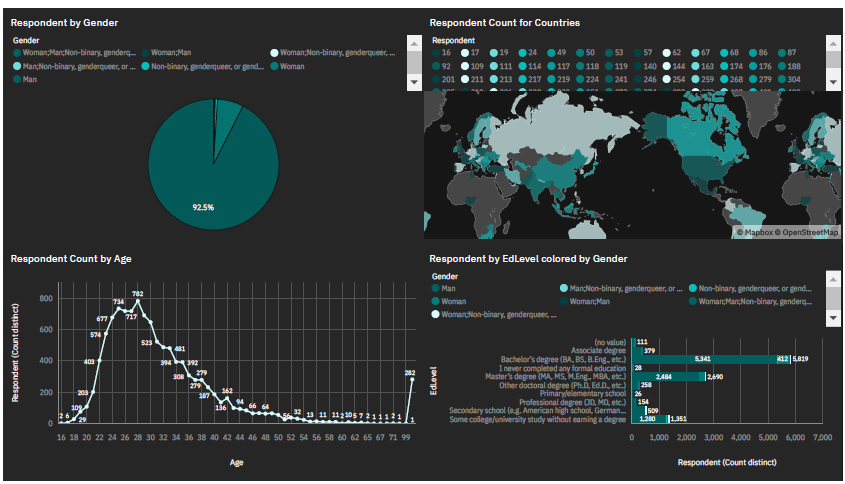 Respondent by Gender
Gender
Woman;Man;Non-binary, genderq...
Woman;Man
Woman;Non-binary, genderqueer, ...
Man;Non-binary, genderqueer, or ...
Non-binary, genderqueer, or gend...
Woman
Man
92.5%
Respondent Count for Countries
Respondent
16 17 19 24 49 50 53 57 62 67 68 86 87
92 109 111 114 117 118 119 140 144 163 174 176 188
201 211 213 217 219 224 241 246 254 259 268 279 304
© Mapbox © OpenStreetMap
Respondent Count by Age
Respondent (Count distinct)
800
600
400
200
0
2 6 109 29 203 403 574 677 734 717 782 523 394 481 308 392 279 279 187 136 162 94 66 64 56 32 13 11 11 2 10 5 7 2 1 1 2 1 282 1
16 18 20 22 24 26 28 30 32 34 36 38 40 42 44 46 48 50 52 54 56 58 60 62 64 66 68 71 99
Age
Respondent by EdLevel colored by Gender
Gender
Man
Man;Non-binary, genderqueer, or ...
Non-binary, genderqueer, or gend...
Woman
Woman;Man
Woman;Man;Non-binary, genderq...
Woman;Non-binary, genderqueer, ...
EdLevel
(no value) 111
Associate degree 379
Bachelor's degree (BA, BS, B.Eng., etc.) 5,341 412 5,819
I never completed any formal education 28
Master's degree (MA, MS, M.Eng., MBA, etc.) 2,484 2,690
Other doctoral degree (Ph.D, Ed.D., etc.) 258
Primary/elementary school 26
Professional degree (JD, MD, etc.) 154
Secondary school (e.g. American high school, German... 509
Some college/university study without earning a degree 1,280 1,351
0 1,000 2,000 3,000 4,000 5,000 6,000 7,000
Respondent (Count distinct)